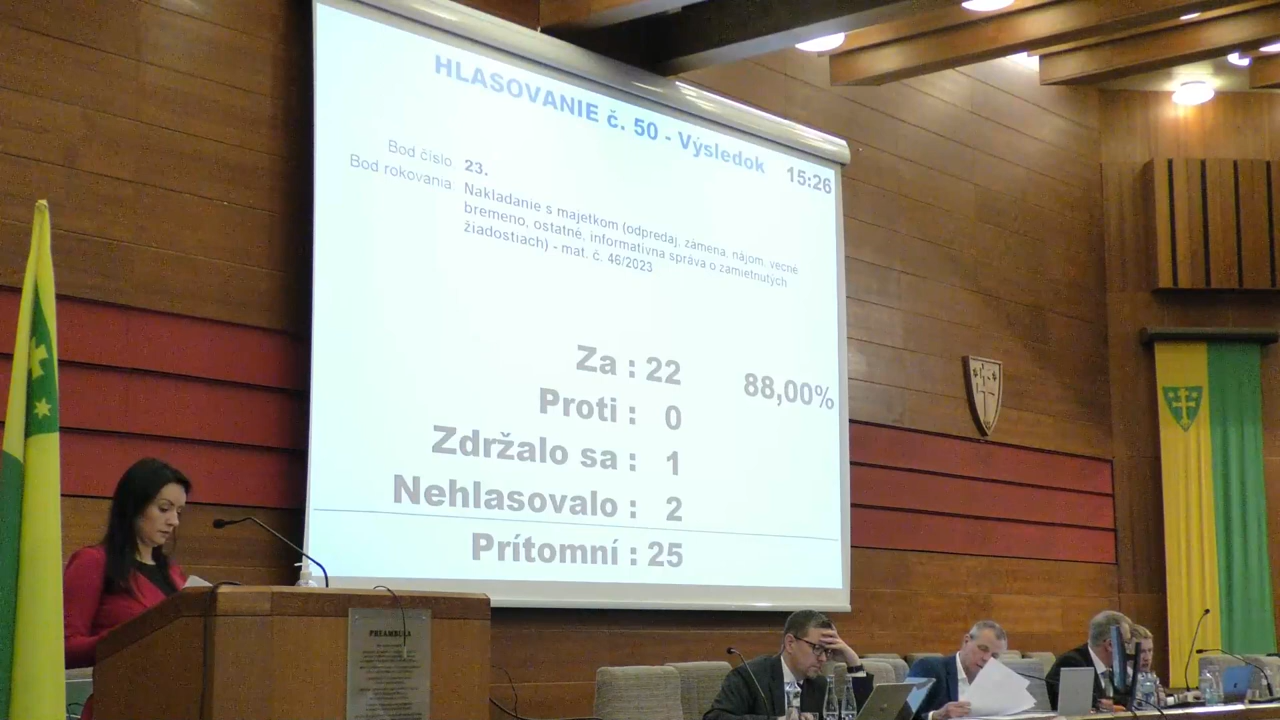 HLASOVANIE č. 50 - Výsledok 15:26
Bod číslo 23.
Bod rokovania Nakladanie s majetkom (odpredaj, zámena, nájom, vecné
bremeno, ostatné, informatívna správa o zamietnutých
žiadostiach) - mat. č. 46/2023
Za : 22 88,00%
Proti : 0
Zdržalo sa : 1
Nehlasovalo : 2
Prítomní : 25
PREAMBULA